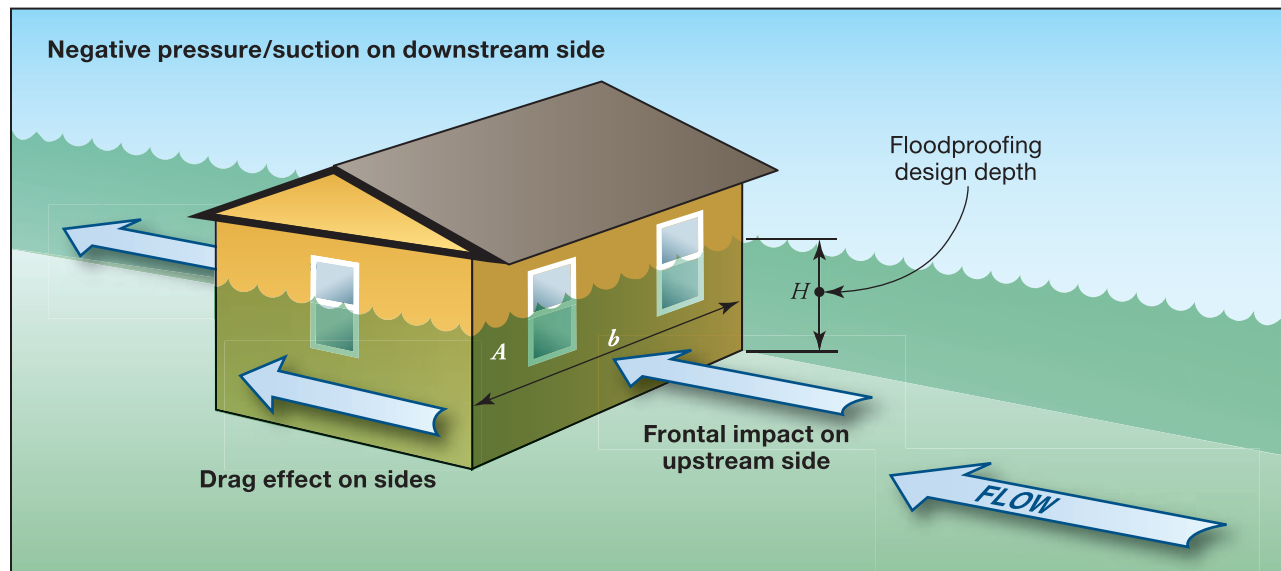 Negative pressure/suction on downstream side
Floodproofing
design depth
H
A
b
Frontal impact on
upstream side
Drag effect on sides
FLOW